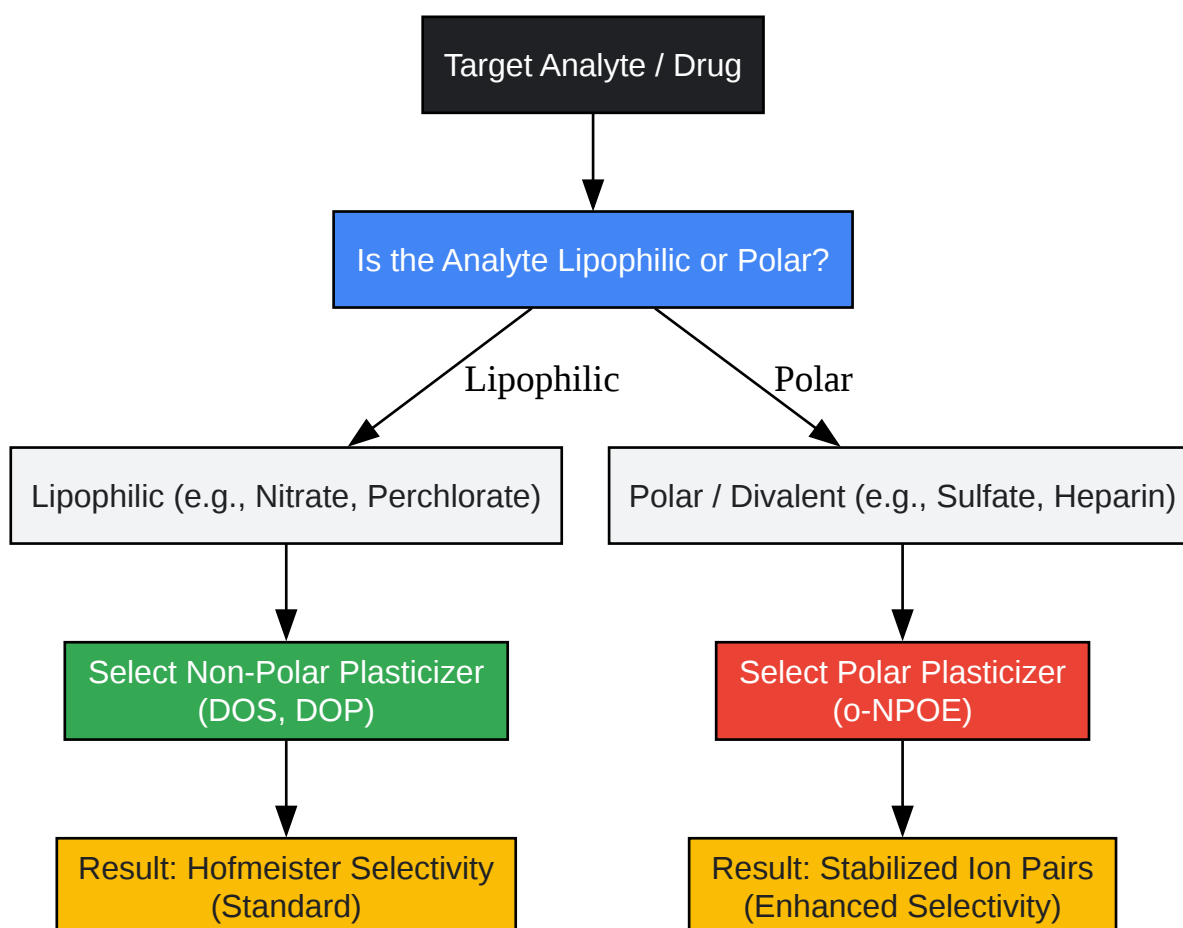 Target Analyte / Drug
Is the Analyte Lipophilic or Polar?
Lipophilic
Polar
Lipophilic (e.g., Nitrate, Perchlorate)
Polar / Divalent (e.g., Sulfate, Heparin)
Select Non-Polar Plasticizer
(DOS, DOP)
Select Polar Plasticizer
(o-NPOE)
Result: Hofmeister Selectivity
(Standard)
Result: Stabilized Ion Pairs
(Enhanced Selectivity)